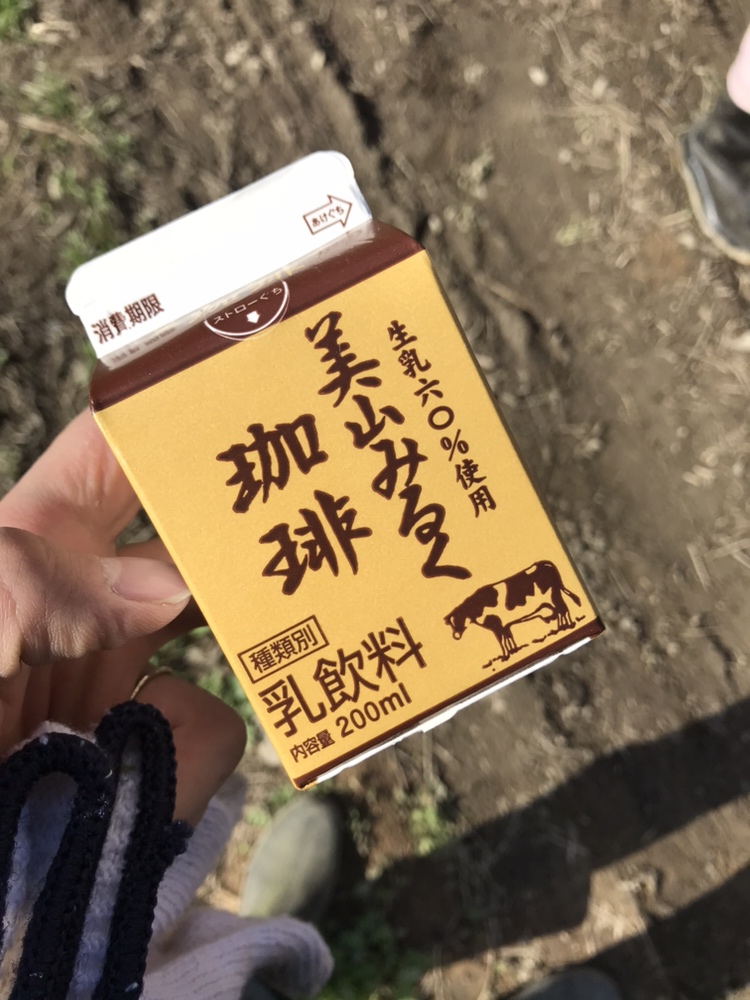 あけぐち
消費期限
ストローぐち
生乳六〇%使用
美山みるく
珈琲
種類別
乳飲料
内容量 200ml